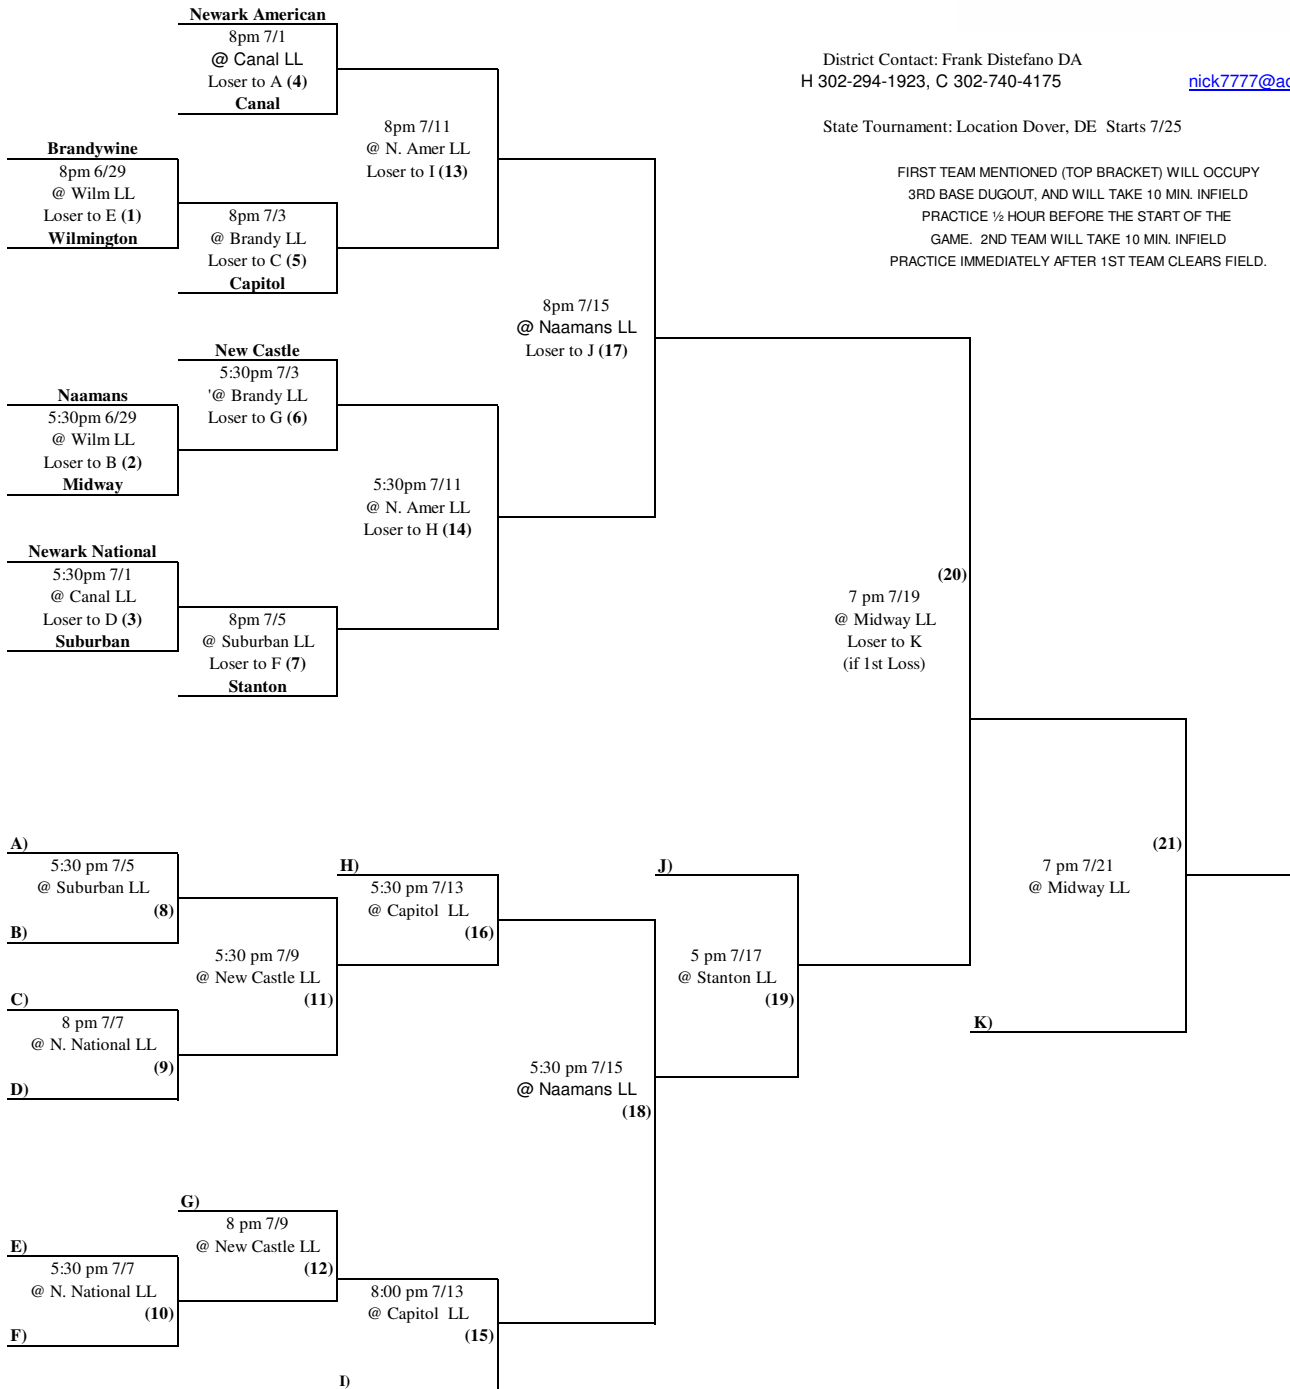 Newark American
8pm 7/1
@ Canal LL
Loser to A (4)
Canal
District Contact: Frank Distefano DA
H 302-294-1923, C 302-740-4175
State Tournament: Location Dover, DE Starts 7/25
FIRST TEAM MENTIONED (TOP BRACKET) WILL OCCUPY
3RD BASE DUGOUT, AND WILL TAKE 10 MIN. INFIELD
PRACTICE ½ HOUR BEFORE THE START OF THE
GAME. 2ND TEAM WILL TAKE 10 MIN. INFIELD
PRACTICE IMMEDIATELY AFTER 1ST TEAM CLEARS FIELD.
Brandywine
8pm 6/29
@ Wilm LL
Loser to E (1)
Wilmington
8pm 7/3
@ Brandy LL
Loser to C (5)
Capitol
8pm 7/11
@ N. Amer LL
Loser to I (13)
New Castle
5:30pm 7/3
'@ Brandy LL
Loser to G (6)
Naamans
5:30pm 6/29
@ Wilm LL
Loser to B (2)
Midway
5:30pm 7/11
@ N. Amer LL
Loser to H (14)
8pm 7/15
@ Naamans LL
Loser to J (17)
Newark National
5:30pm 7/1
@ Canal LL
Loser to D (3)
Suburban
8pm 7/5
@ Suburban LL
Loser to F (7)
Stanton
(20)
7 pm 7/19
@ Midway LL
Loser to K
(if 1st Loss)
A)
5:30 pm 7/5
@ Suburban LL
(8)
B)
C)
8 pm 7/7
@ N. National LL
(9)
D)
5:30 pm 7/9
@ New Castle LL
(11)
H)
5:30 pm 7/13
@ Capitol LL
(16)
J)
5 pm 7/17
@ Stanton LL
(19)
(21)
7 pm 7/21
@ Midway LL
K)
5:30 pm 7/15
@ Naamans LL
(18)
G)
8 pm 7/9
@ New Castle LL
(12)
E)
5:30 pm 7/7
@ N. National LL
(10)
F)
8:00 pm 7/13
@ Capitol LL
(15)
I)